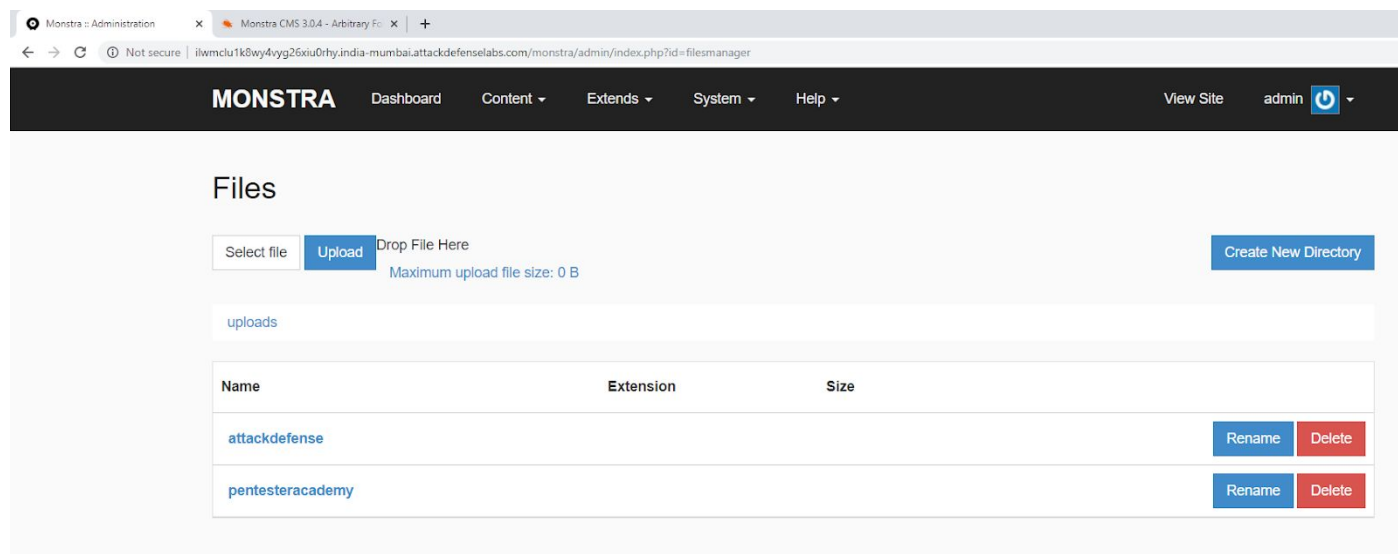 Monstra :: Administration Monstra CMS 3.0.4 - Arbitrary Fo
Not secure | ilwmclu1k8wy4vyg26xiu0rhy.india-mumbai.attackdefenselabs.com/monstra/admin/index.php?id=filesmanager
MONSTRA Dashboard Content Extends System Help View Site admin
Files
Select file Upload Drop File Here Create New Directory
Maximum upload file size: 0 B
uploads
Name Extension Size
attackdefense Rename Delete
pentesteracademy Rename Delete